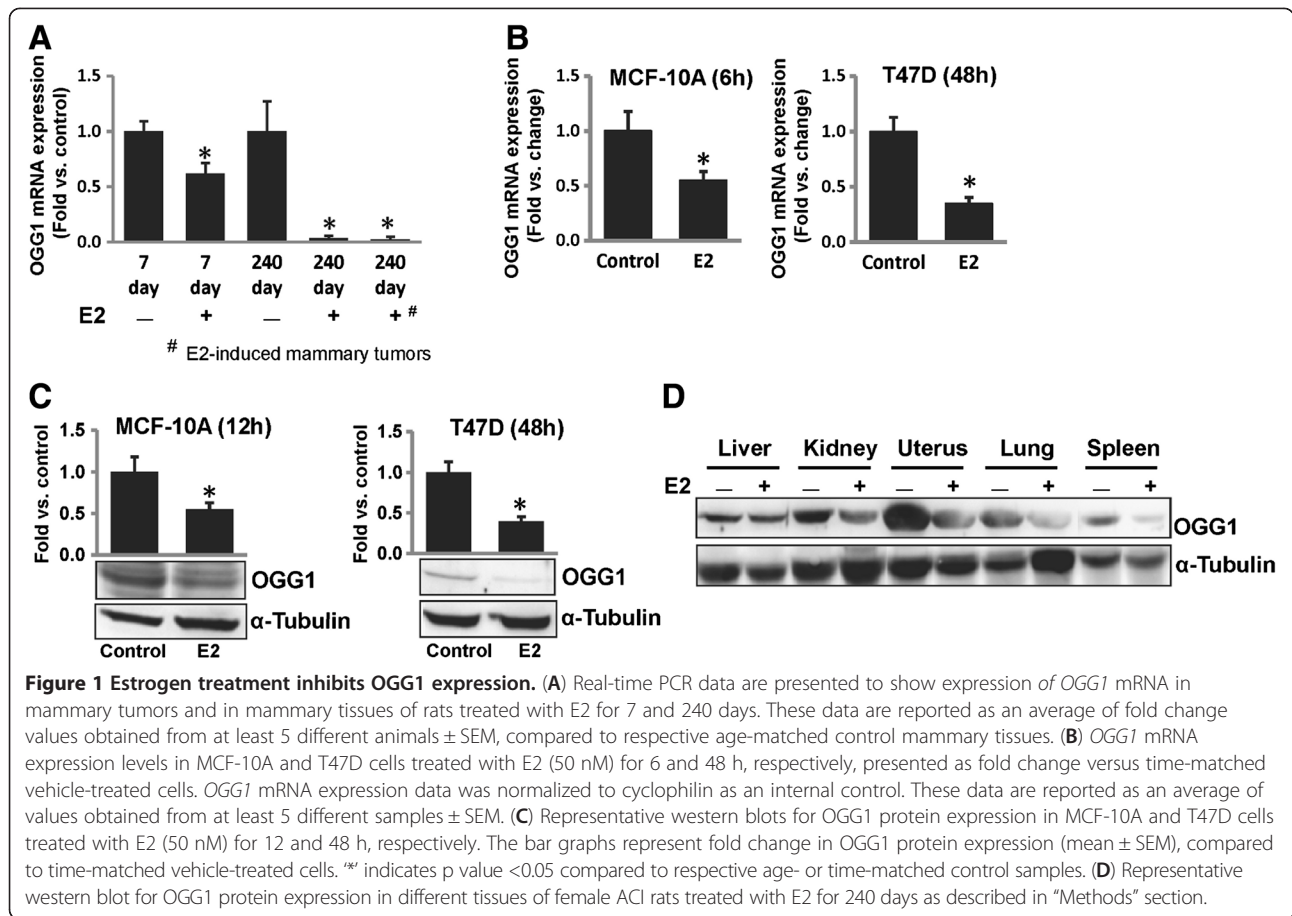 A
OGG1 mRNA expression
(Fold vs. control)
1.5
1.0
0.5
0.0
7 day
7 day
240 day
240 day
240 day
E2 — + — + + #
# E2-induced mammary tumors
B
OGG1 mRNA expression
(Fold vs. change)
MCF-10A (6h)
1.5
1.0
0.5
0.0
*
Control E2
OGG1 mRNA expression
(Fold vs. change)
T47D (48h)
1.5
1.0
0.5
0.0
*
Control E2
C
Fold vs. control
MCF-10A (12h)
1.5
1.0
0.5
0.0
*
OGG1
α-Tubulin
Control E2
Fold vs. control
T47D (48h)
1.5
1.0
0.5
0.0
*
OGG1
α-Tubulin
Control E2
D
Liver Kidney Uterus Lung Spleen
E2 — + — + — + — + — +
OGG1
α-Tubulin
Figure 1 Estrogen treatment inhibits OGG1 expression. (A) Real-time PCR data are presented to show expression of OGG1 mRNA in
mammary tumors and in mammary tissues of rats treated with E2 for 7 and 240 days. These data are reported as an average of fold change
values obtained from at least 5 different animals ± SEM, compared to respective age-matched control mammary tissues. (B) OGG1 mRNA
expression levels in MCF-10A and T47D cells treated with E2 (50 nM) for 6 and 48 h, respectively, presented as fold change versus time-matched
vehicle-treated cells. OGG1 mRNA expression data was normalized to cyclophilin as an internal control. These data are reported as an average of
values obtained from at least 5 different samples ± SEM. (C) Representative western blots for OGG1 protein expression in MCF-10A and T47D cells
treated with E2 (50 nM) for 12 and 48 h, respectively. The bar graphs represent fold change in OGG1 protein expression (mean ± SEM), compared
to time-matched vehicle-treated cells. '*' indicates p value <0.05 compared to respective age- or time-matched control samples. (D) Representative
western blot for OGG1 protein expression in different tissues of female ACI rats treated with E2 for 240 days as described in "Methods" section.